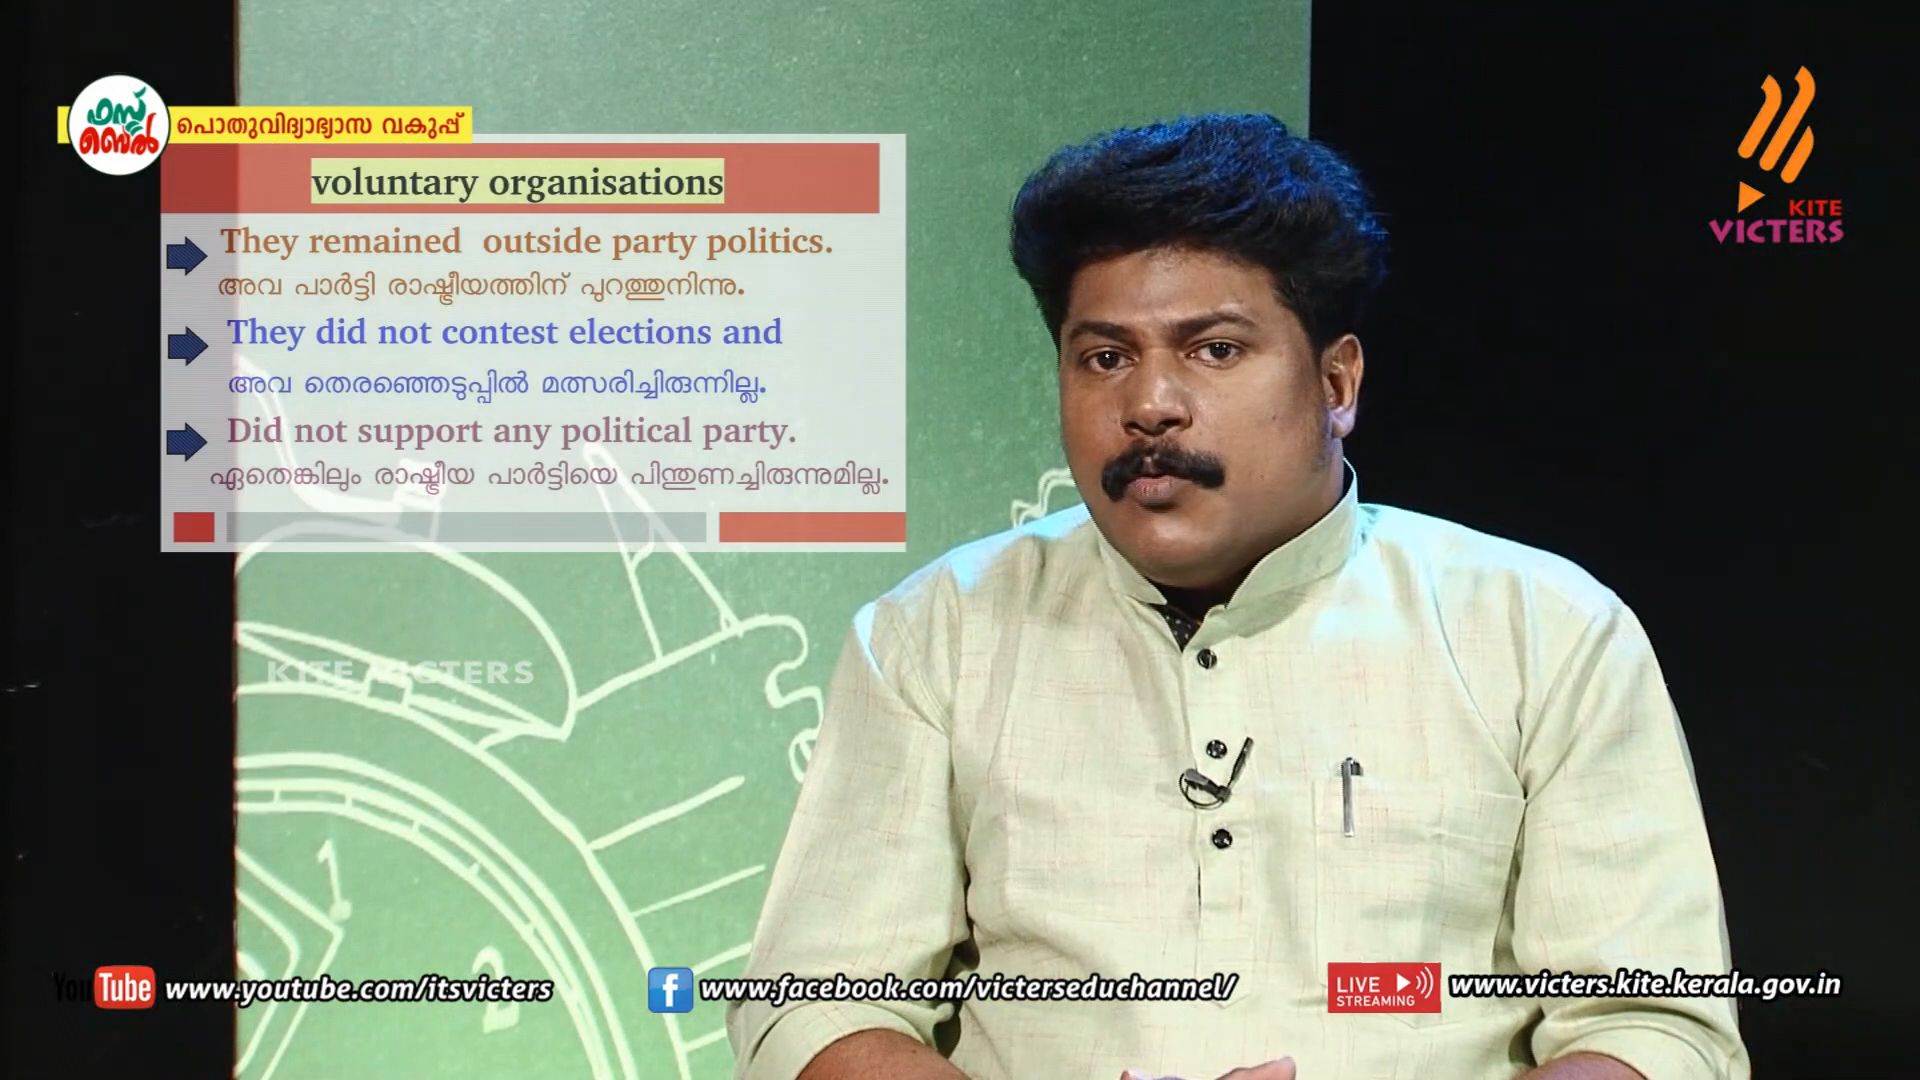 ഫസ്റ്റ്
ബെൽ
പൊതുവിദ്യാഭ്യാസ വകുപ്പ്
voluntary organisations
They remained outside party politics.
അവ പാർട്ടി രാഷ്ട്രീയത്തിന് പുറത്തുനിന്നു.
They did not contest elections and
അവ തെരഞ്ഞെടുപ്പിൽ മത്സരിച്ചിരുന്നില്ല.
Did not support any political party.
ഏതെങ്കിലും രാഷ്ട്രീയ പാർട്ടിയെ പിന്തുണച്ചിരുന്നുമില്ല.
KITE
VICTERS
KITE VICTERS
1
2
YouTube www.youtube.com/itsvicters
f www.facebook.com/victerseduchannel/
LIVE
STREAMING
www.victers.kite.kerala.gov.in